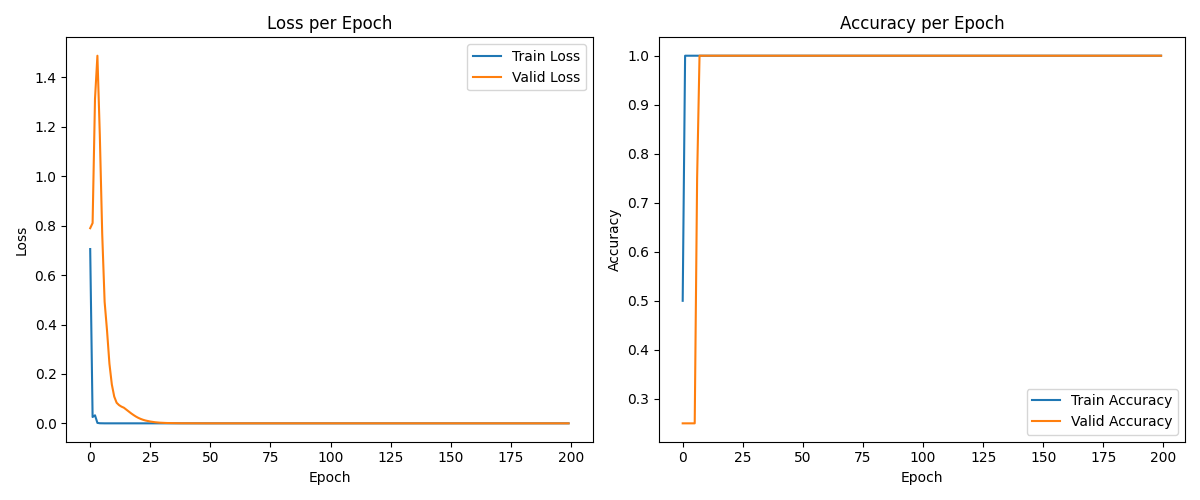 Loss per Epoch
Train Loss
Valid Loss
Loss
1.4
1.2
1.0
0.8
0.6
0.4
0.2
0.0
0 25 50 75 100 125 150 175 200
Epoch
Accuracy per Epoch
Accuracy
1.0
0.9
0.8
0.7
0.6
0.5
0.4
0.3
Train Accuracy
Valid Accuracy
0 25 50 75 100 125 150 175 200
Epoch